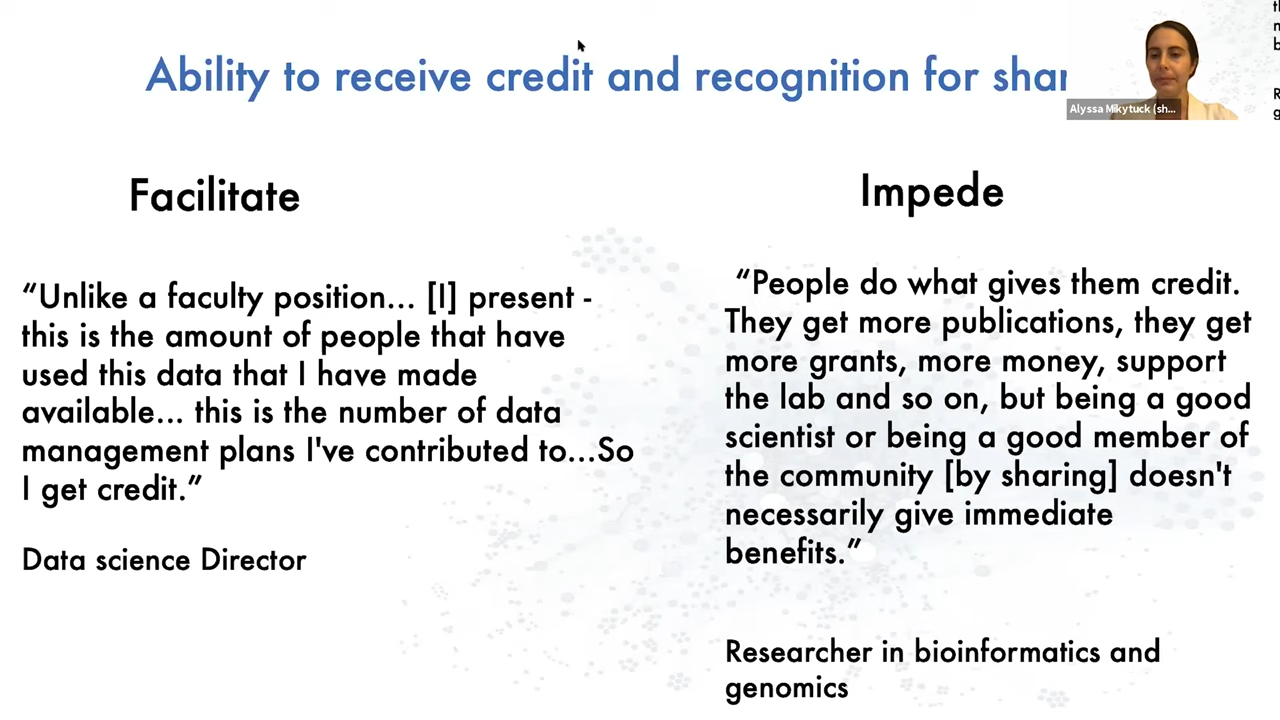 Ability to receive credit and recognition for shar
Alyssa Mikytuck (sh...
Facilitate
“Unlike a faculty position... [I] present -
this is the amount of people that have
used this data that I have made
available... this is the number of data
management plans I've contributed to...So
I get credit.”
Data science Director
Impede
“People do what gives them credit.
They get more publications, they get
more grants, more money, support
the lab and so on, but being a good
scientist or being a good member of
the community [by sharing] doesn't
necessarily give immediate
benefits.”
Researcher in bioinformatics and
genomics